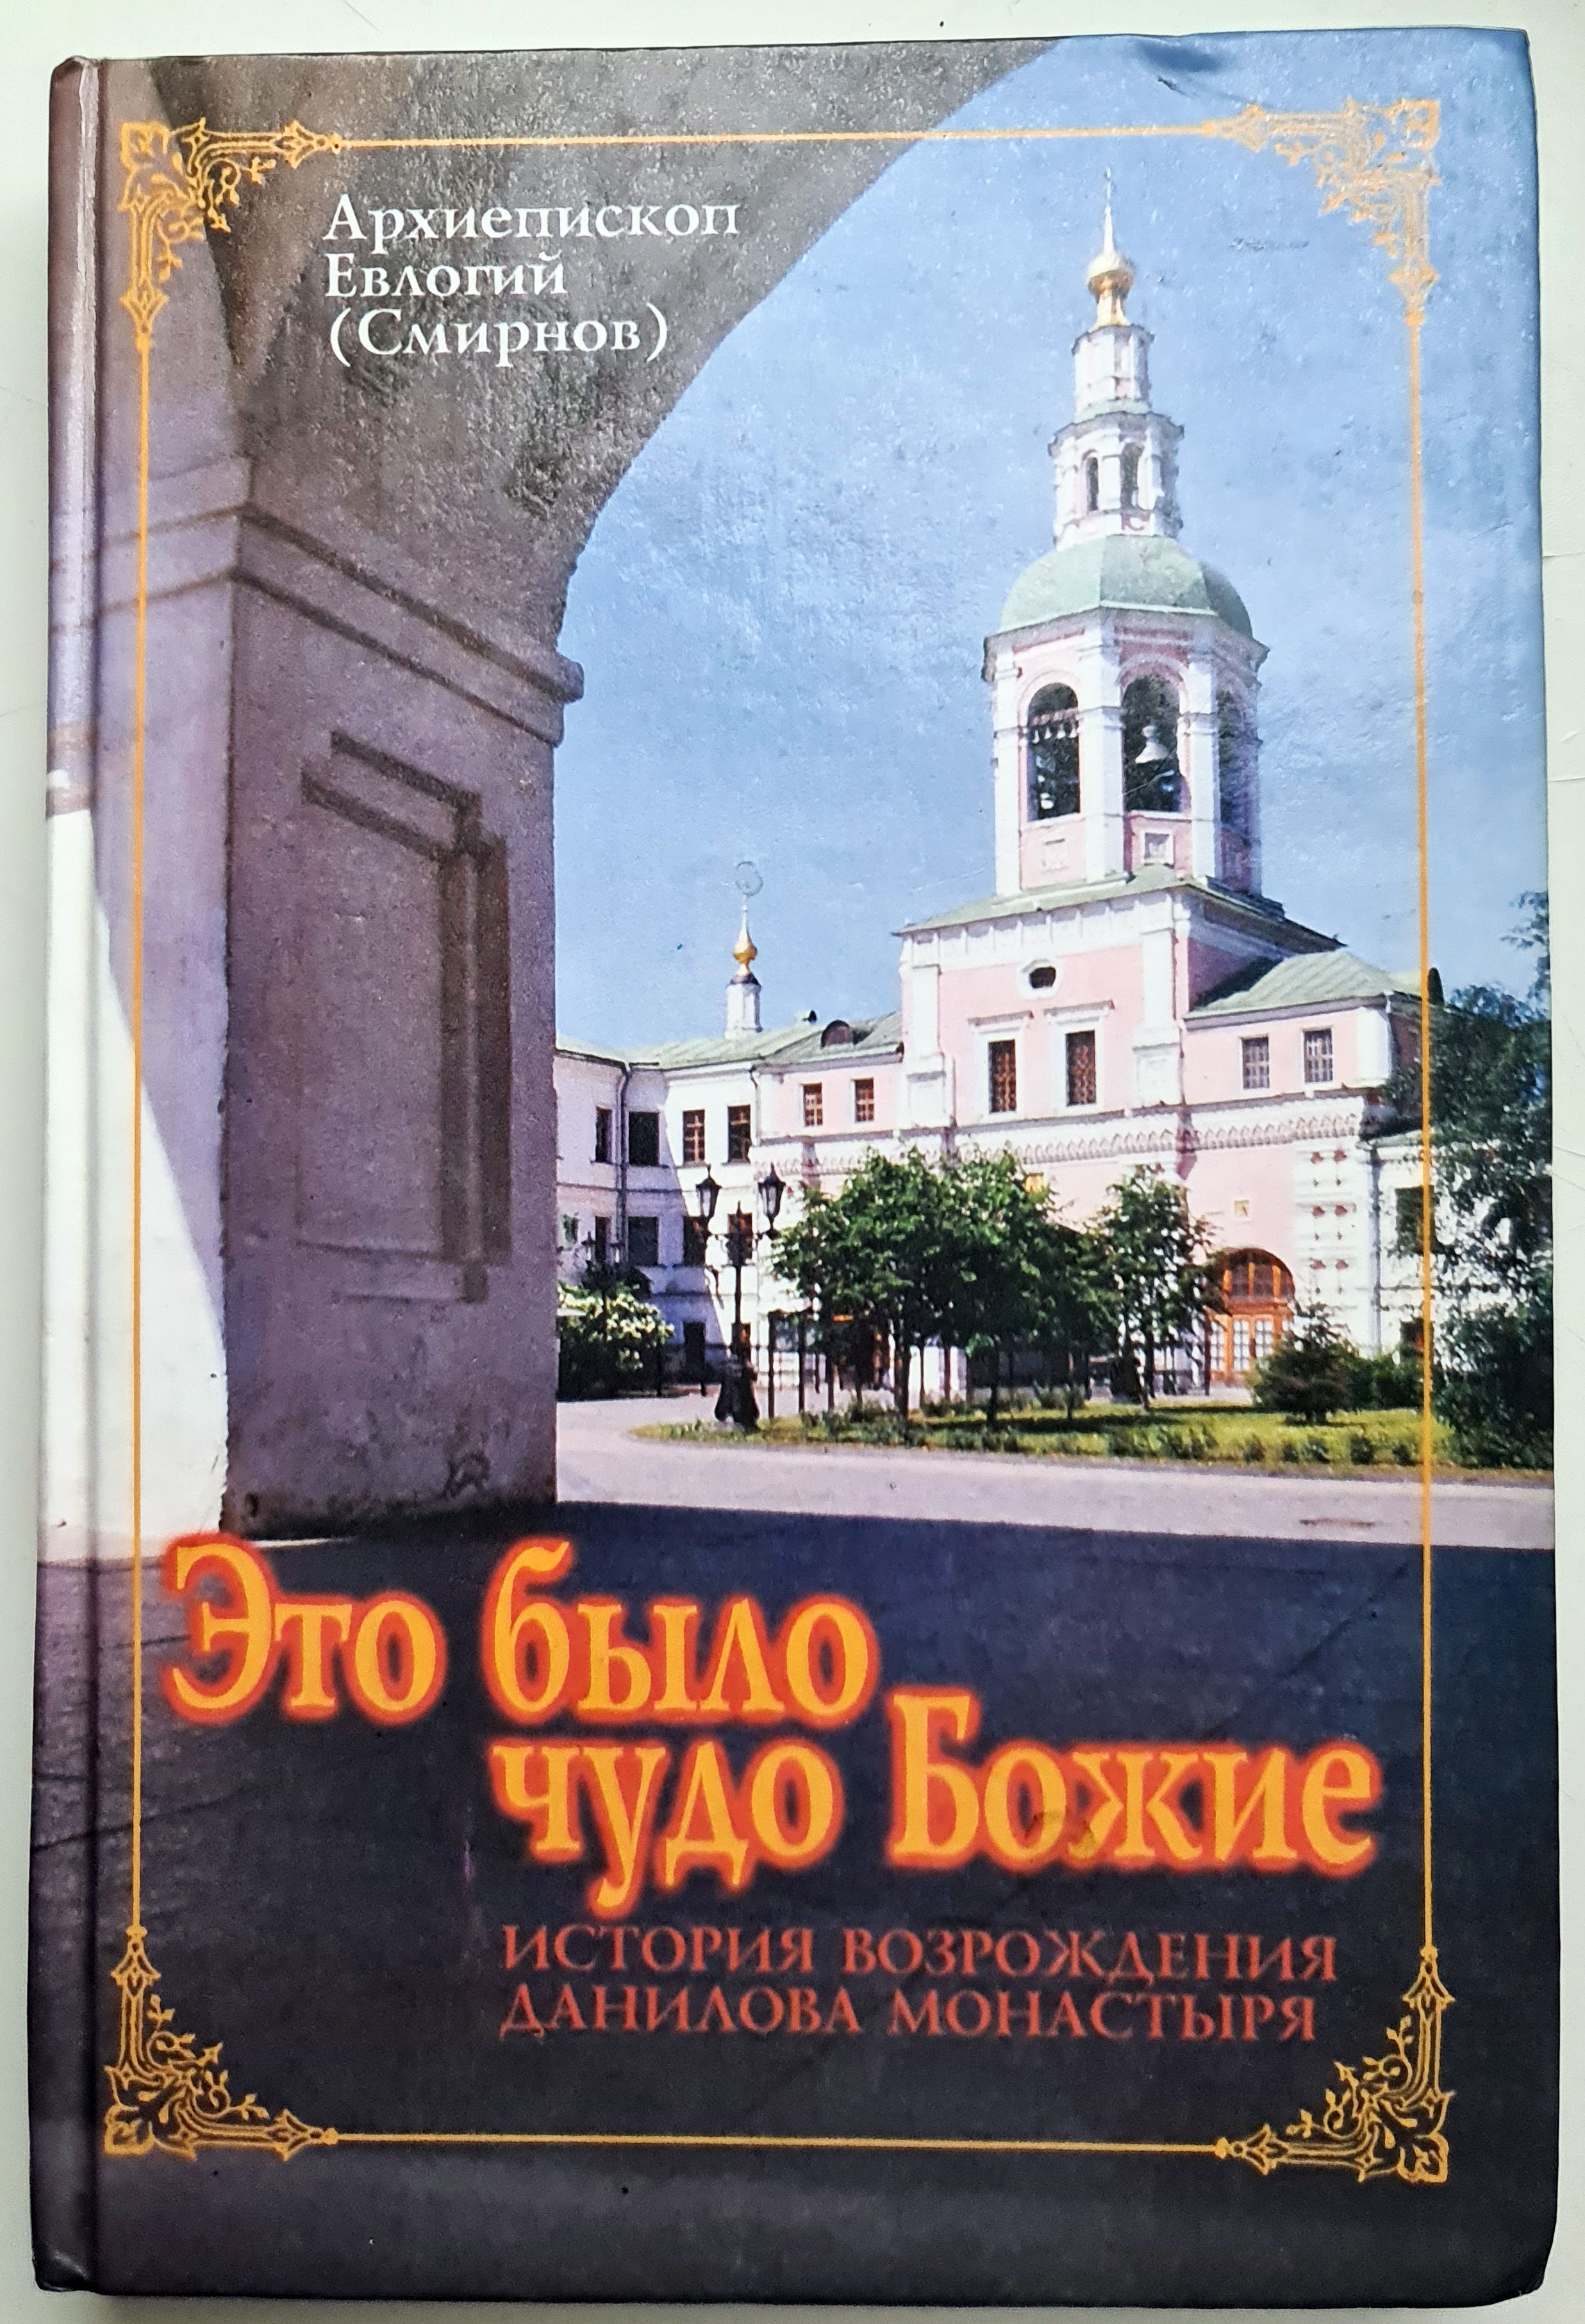 Архиепископ
Евлогий
(Смирнов)
Это было
чудо Божие
ИСТОРИЯ ВОЗРОЖДЕНИЯ
ДАНИЛОВА МОНАСТЫРЯ